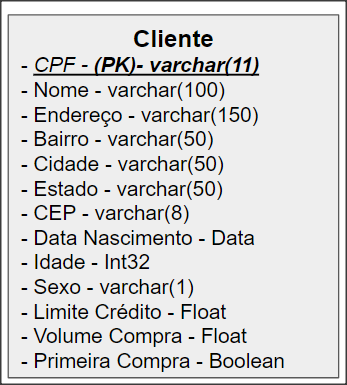 Cliente
- CPF - (PK)- varchar(11)
- Nome - varchar(100)
- Endereço - varchar(150)
- Bairro - varchar(50)
- Cidade - varchar(50)
- Estado - varchar(50)
- CEP - varchar(8)
- Data Nascimento - Data
- Idade - Int32
- Sexo - varchar(1)
- Limite Crédito - Float
- Volume Compra - Float
- Primeira Compra - Boolean